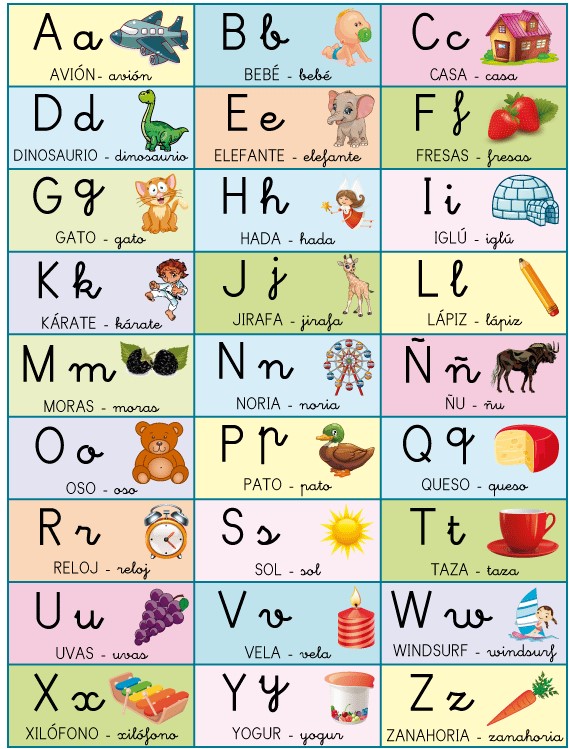 A a
AVIÓN - avión
B b
BEBÉ - bebé
C c
CASA - casa
D d
DINOSAURIO - dinosaurio
E e
ELEFANTE - elefante
F f
FRESAS - fresas
G g
GATO - gato
H h
HADA - hada
I i
IGLÚ - iglú
K k
KÁRATE - kárate
J j
JIRAFA - jirafa
L l
LÁPIZ - lápiz
M m
MORAS - moras
N n
NORIA - noria
Ñ ñ
ÑU - ñu
O o
OSO - oso
P p
PATO - pato
Q q
QUESO - queso
R r
RELOJ - reloj
S s
SOL - sol
T t
TAZA - taza
U u
UVAS - uvas
V v
VELA - vela
W w
WINDSURF - windsurf
X x
XILÓFONO - xilófono
Y y
YOGUR - yogur
Z z
ZANAHORIA - zanahoria